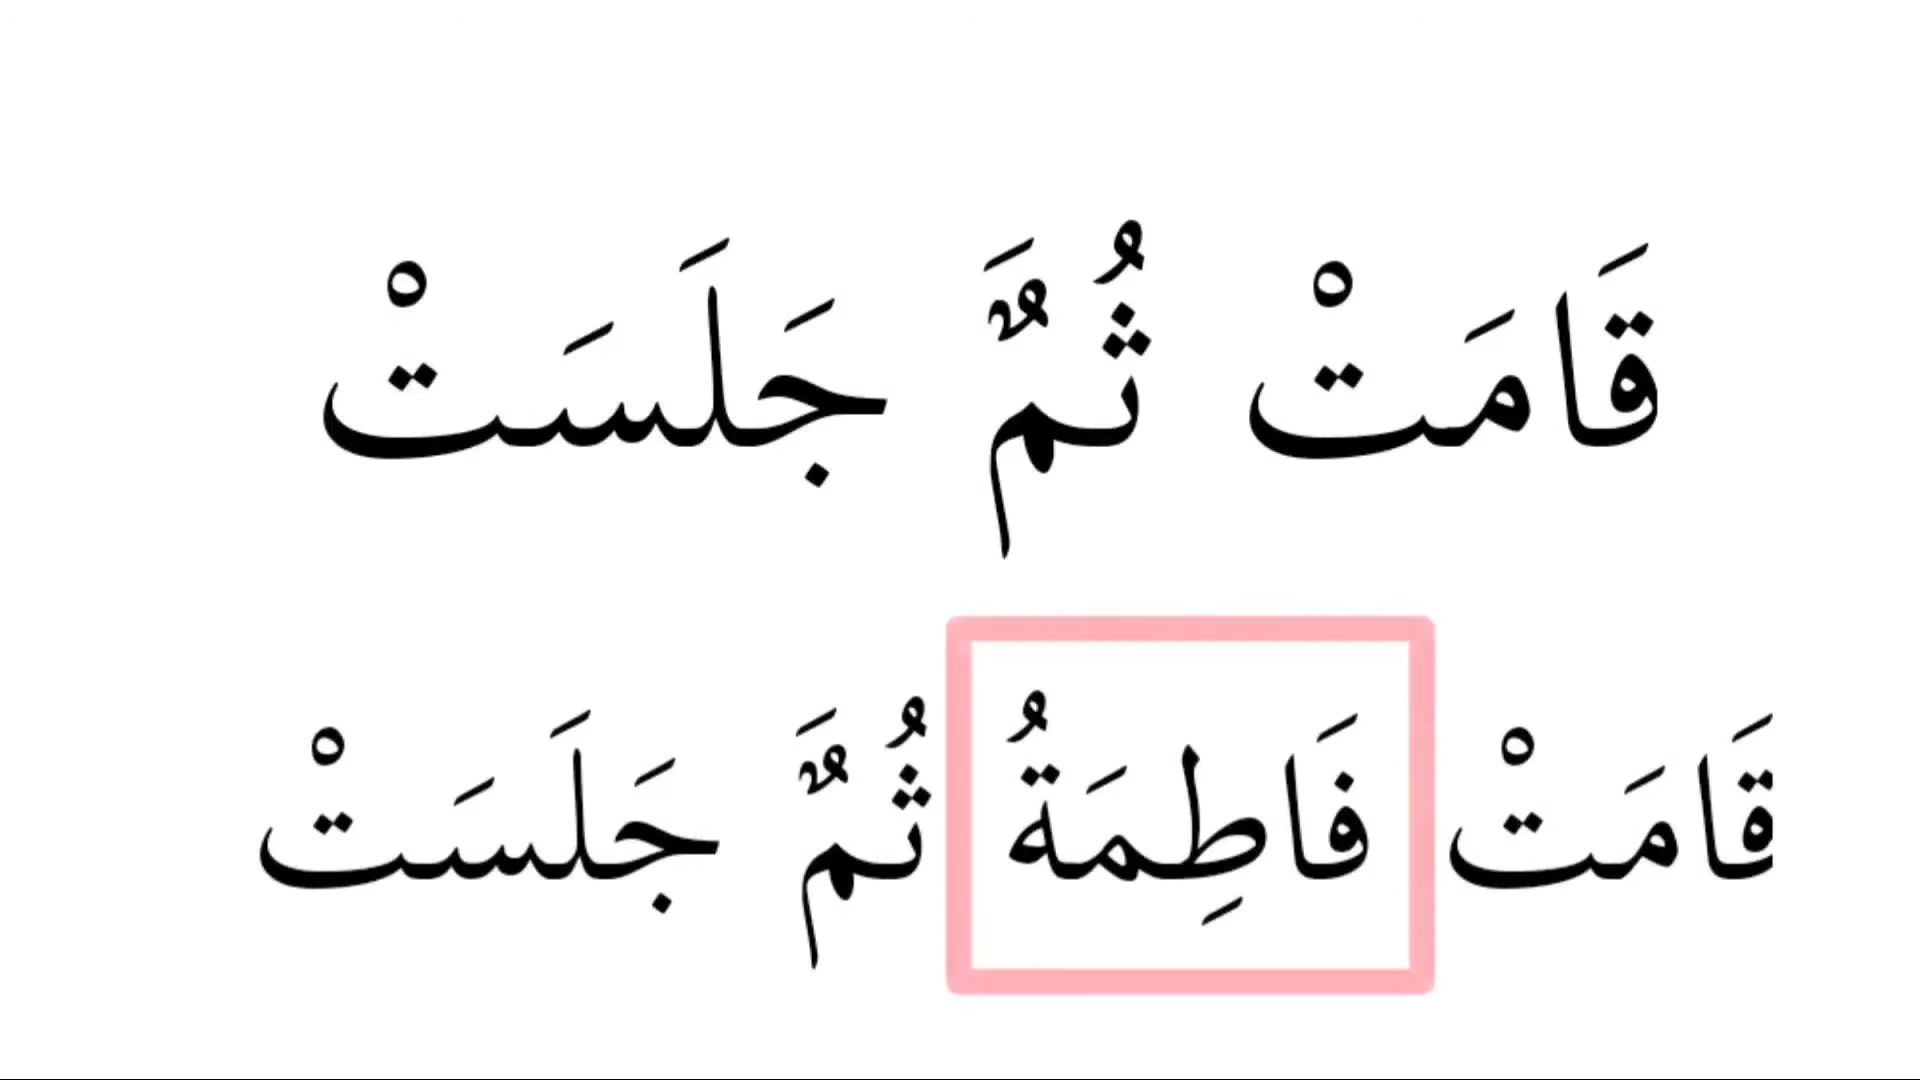 قَامَتْ ثُمٌَ جَلَسَتْ
قَامَتْ فَاطِمَةُ ثُمٌَ جَلَسَتْ